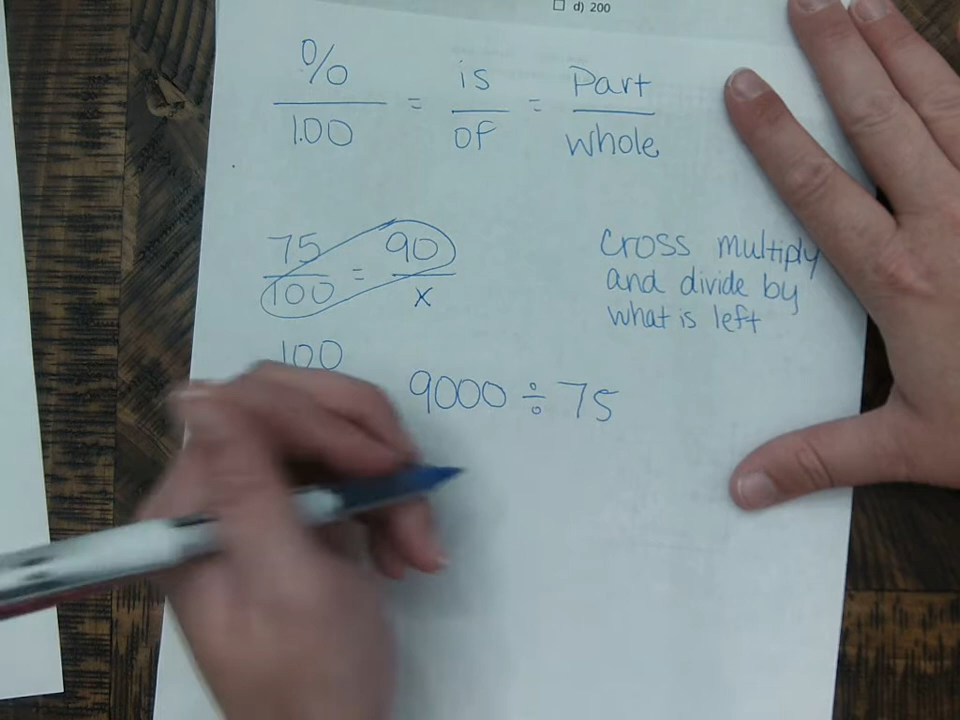 ☐ d) 200
% is Part
— = — = —
100 of whole
75 90
— = —
100 x
cross multiply
and divide by
what is left
100
9000 ÷ 75